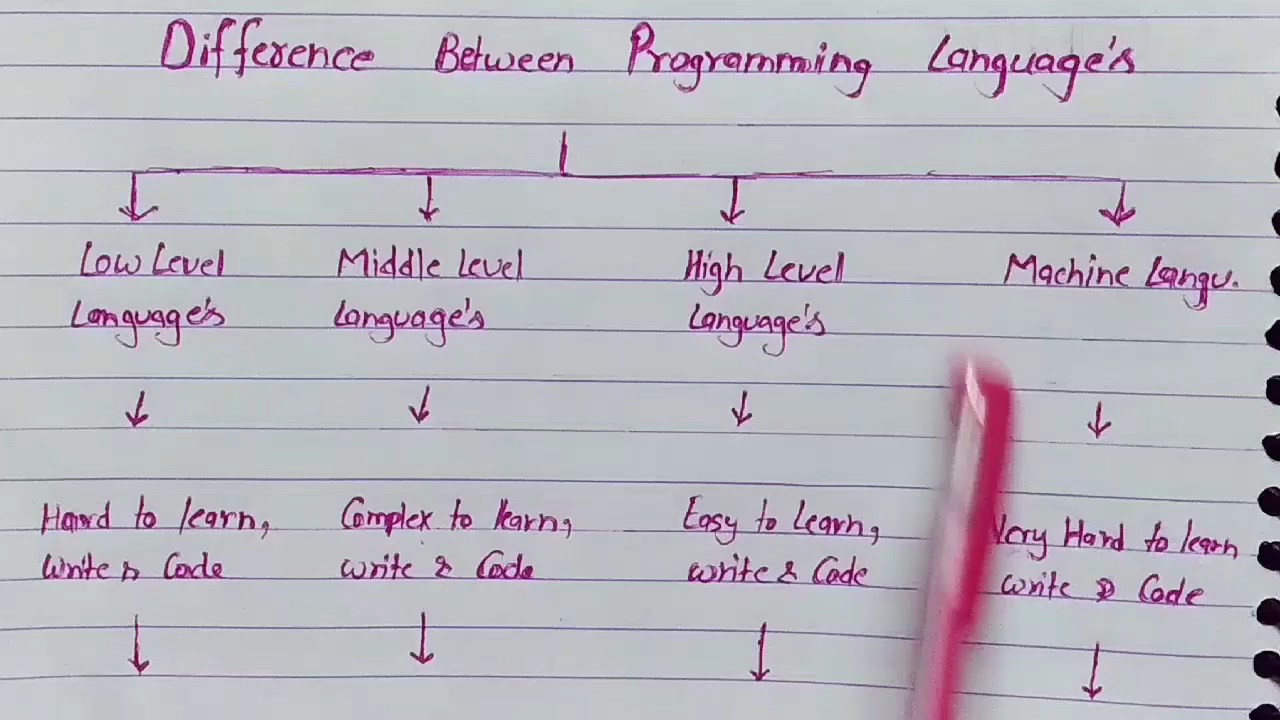 Difference Between Programming Language's
Low Level
Language's
Middle Level
Language's
High Level
Language's
Machine Langu.
Hard to learn,
write & Code
Complex to learn,
write & Code
Easy to learn,
write & Code
Very Hard to learn
write & Code